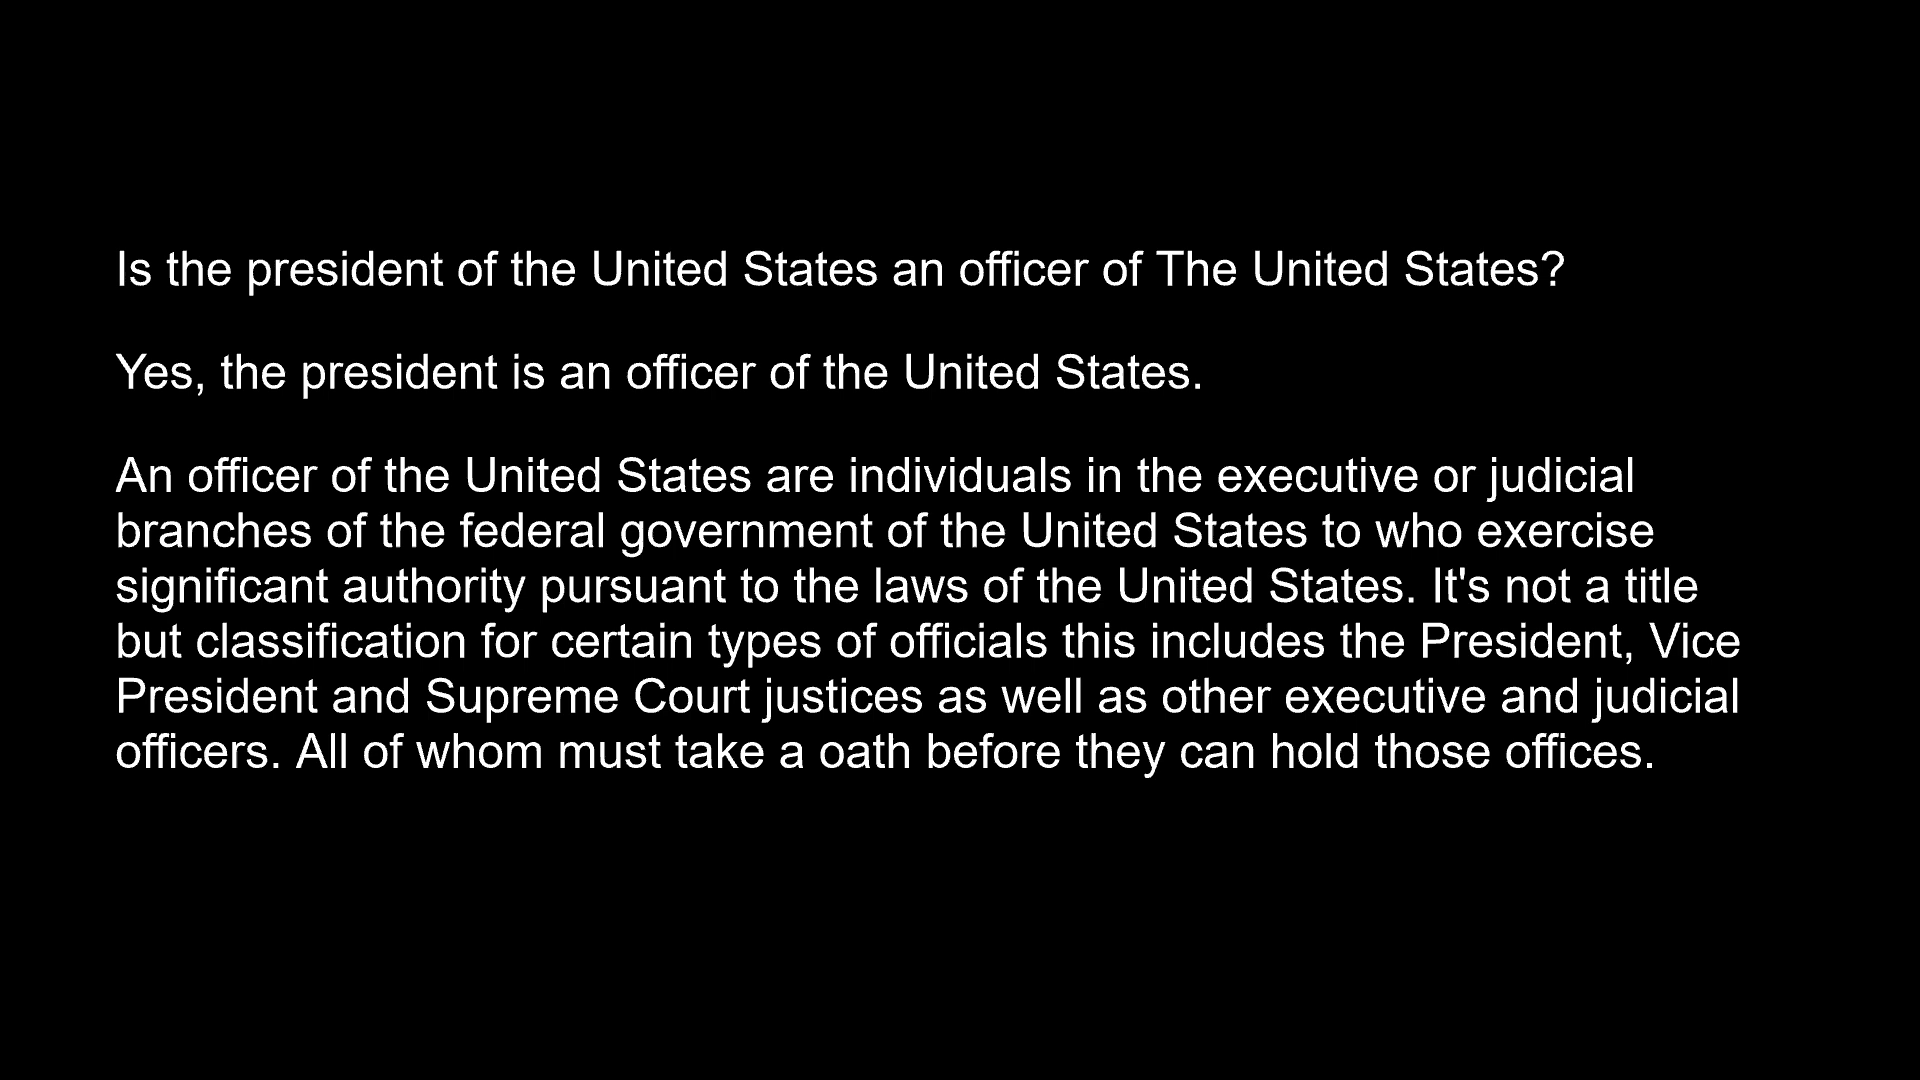 Is the president of the United States an officer of The United States?
Yes, the president is an officer of the United States.
An officer of the United States are individuals in the executive or judicial
branches of the federal government of the United States to who exercise
significant authority pursuant to the laws of the United States. It's not a title
but classification for certain types of officials this includes the President, Vice
President and Supreme Court justices as well as other executive and judicial
officers. All of whom must take a oath before they can hold those offices.